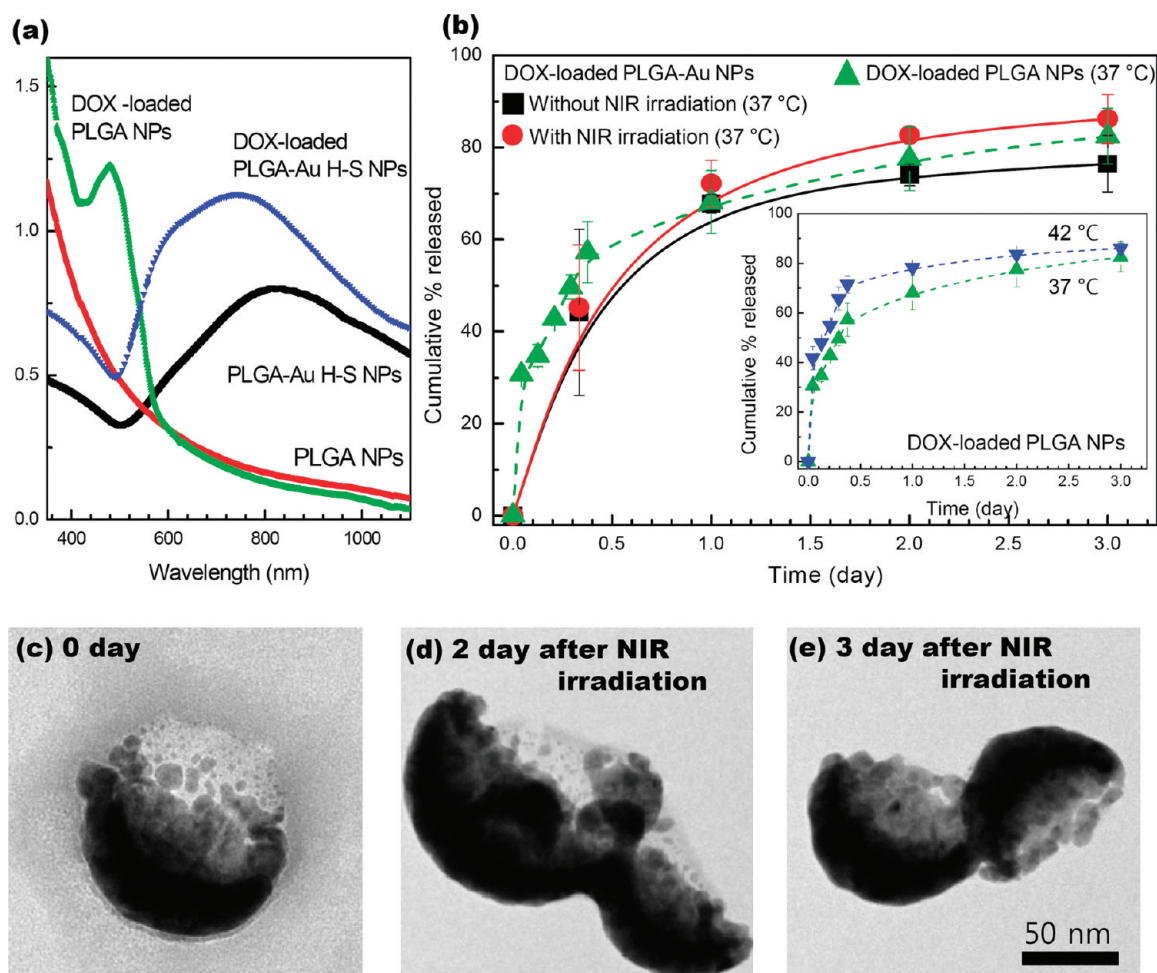 (a)
1.5
1.0
0.5
0.0
400
600
800
1000
Wavelength (nm)
DOX -loaded
PLGA NPs
DOX-loaded
PLGA-Au H-S NPs
PLGA-Au H-S NPs
PLGA NPs
(b)
100
80
60
40
20
0
Cumulative % released
0.0
0.5
1.0
2.0
3.0
Time (day)
DOX-loaded PLGA-Au NPs
Without NIR irradiation (37 °C)
With NIR irradiation (37 °C)
DOX-loaded PLGA NPs (37 °C)
100
80
60
40
20
0
Cumulative % released
0.0
0.5
1.0
1.5
2.0
2.5
3.0
Time (day)
42 °C
37 °C
DOX-loaded PLGA NPs
(c) 0 day
(d) 2 day after NIR
irradiation
(e) 3 day after NIR
irradiation
50 nm